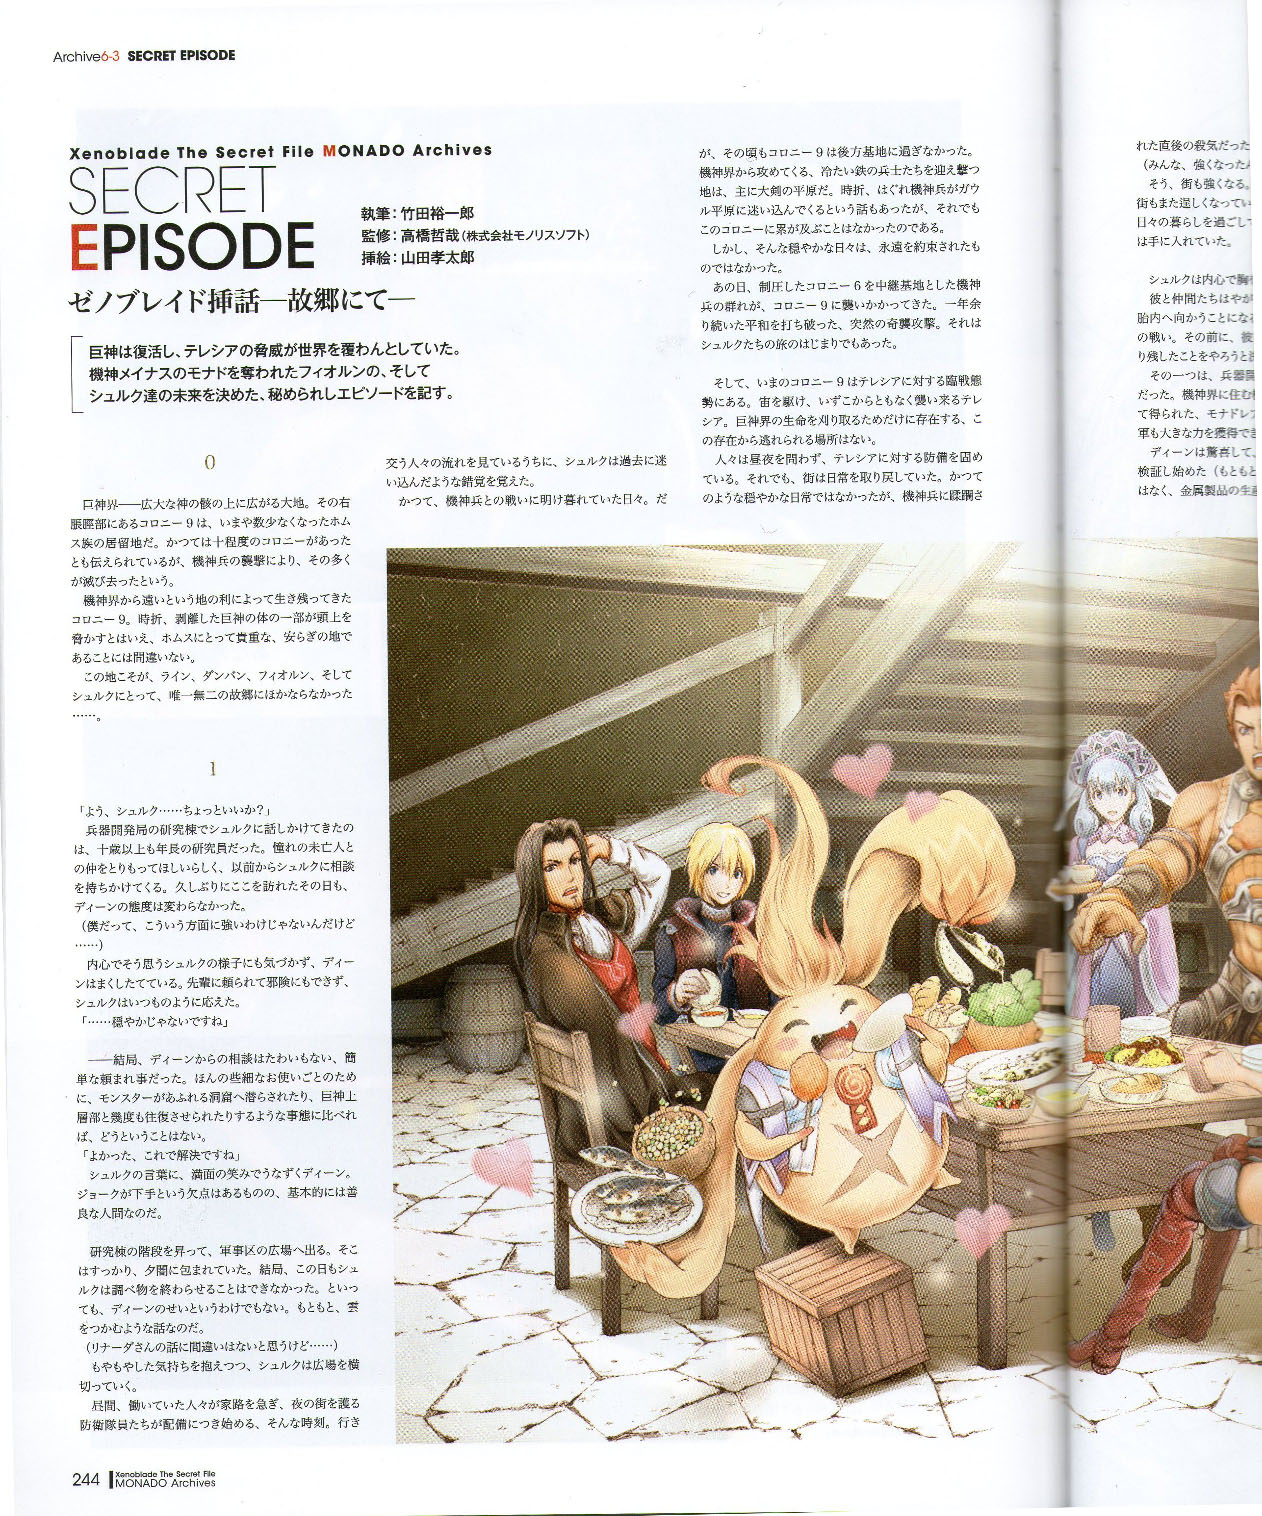 Archive6-3 SECRET EPISODE
Xenoblade The Secret File MONADO Archives
SECRET
EPISODE
執筆：竹田裕一郎
監修：高橋哲哉（株式会社モノリスソフト）
挿絵：山田孝太郎
ゼノブレイド挿話―故郷にて―
巨神は復活し、テレシアの脅威が世界を覆わんとしていた。
機神メイナスのモナドを奪われたフィオルンの、そして
シュルク達の未来を決めた、秘められしエピソードを記す。
0
巨神界――広大な神の骸の上に広がる大地。その右
脹脛部にあるコロニー9は、いまや数少なくなったホム
ス族の居留地だ。かつては十程度のコロニーがあった
とも伝えられているが、機神兵の襲撃により、その多く
が滅び去ったという。
機神界から遠いという地の利によって生き残ってきた
コロニー9。時折、剥離した巨神の体の一部が頭上を
脅かすとはいえ、ホムスにとって貴重な、安らぎの地で
あることには間違いない。
この地こそが、ライン、ダンバン、フィオルン、そして
シュルクにとって、唯一無二の故郷にほかならなかった
……。
1
「よう、シュルク……ちょっといいか？」
兵器開発局の研究棟でシュルクに話しかけてきたの
は、十歳以上も年長の研究員だった。憧れの未亡人と
の仲をとりもってほしいらしく、以前からシュルクに相談
を持ちかけてくる。久しぶりにここを訪れたその日も、
ディーンの態度は変わらなかった。
（僕だって、こういう方面に強いわけじゃないんだけど
……）
内心でそう思うシュルクの様子にも気づかず、ディー
ンはまくしたてている。先輩に頼られて邪険にもできず、
シュルクはいつものように応えた。
「……穏やかじゃないですね」
――結局、ディーンからの相談はたわいもない、簡
単な頼まれ事だった。ほんの些細なお使いごとのため
に、モンスターがあふれる洞窟へ潜らされたり、巨神上
層部と幾度も往復させられたりするような事態に比べれ
ば、どうということはない。
「よかった、これで解決ですね」
シュルクの言葉に、満面の笑みでうなずくディーン。
ジョークが下手という欠点はあるものの、基本的には善
良な人間なのだ。
研究棟の階段を昇って、軍事区の広場へ出る。そこ
はすっかり、夕闇に包まれていた。結局、この日もシュ
ルクは調べ物を終わらせることはできなかった。といっ
ても、ディーンのせいというわけでもない。もともと、雲
をつかむような話なのだ。
（リナーダさんの話に間違いはないと思うけど……）
もやもやした気持ちを抱えつつ、シュルクは広場を横
切っていく。
昼間、働いていた人々が家路を急ぎ、夜の街を護る
防衛隊員たちが配備につき始める、そんな時刻。行き
交う人々の流れを見ているうちに、シュルクは過去に迷
い込んだような錯覚を覚えた。
かつて、機神兵との戦いに明け暮れていた日々。だ
が、その頃もコロニー9は後方基地に過ぎなかった。
機神界から攻めてくる、冷たい鉄の兵士たちを迎え撃つ
地は、主に大剣の平原だ。時折、はぐれ機神兵がガウ
ル平原に迷い込んでくるという話もあったが、それでも
このコロニーに累が及ぶことはなかったのである。
しかし、そんな穏やかな日々は、永遠を約束されたも
のではなかった。
あの日、制圧したコロニー6を中継基地とした機神
兵の群れが、コロニー9に襲いかかってきた。一年余
り続いた平和を打ち破った、突然の奇襲攻撃。それは
シュルクたちの旅のはじまりでもあった。
そして、いまのコロニー9はテレシアに対する臨戦態
勢にある。宙を駆け、いずこからともなく襲い来るテレ
シア。巨神界の生命を刈り取るためだけに存在する、こ
の存在から逃れられる場所はない。
人々は昼夜を問わず、テレシアに対する防備を固め
ている。それでも、街は日常を取り戻していた。かつて
のような穏やかな日常ではなかったが、機神兵に蹂躙さ
れた直後の殺気だった
（みんな、強くなった
そう、街も強くなる。
街もまた逞しくなってい
日々の暮らしを過ごして
は手に入れていた。
シュルクは内心で胸
彼と仲間たちはやが
胎内へ向かうことにな
の戦い。その前に、彼
り残したことをやろうと
その一つは、兵器開
だった。機神界に住む
て得られた、モナドレ
軍も大きな力を獲得でき
ディーンは驚喜して、
検証し始めた（もともと
はなく、金属製品の生産
244 Xenoblade The Secret File
MONADO Archives